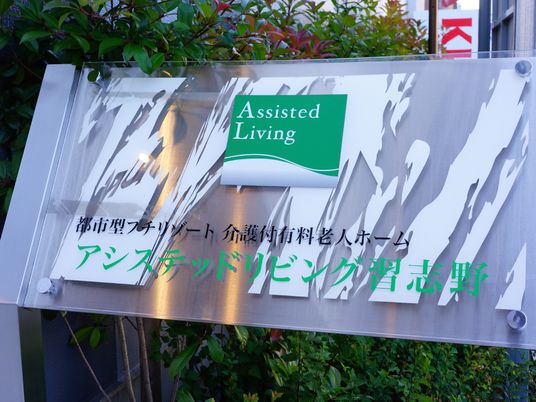 KI
Assisted
Living
都市型プチリゾート 介護付有料老人ホーム
アシステッドリビング習志野